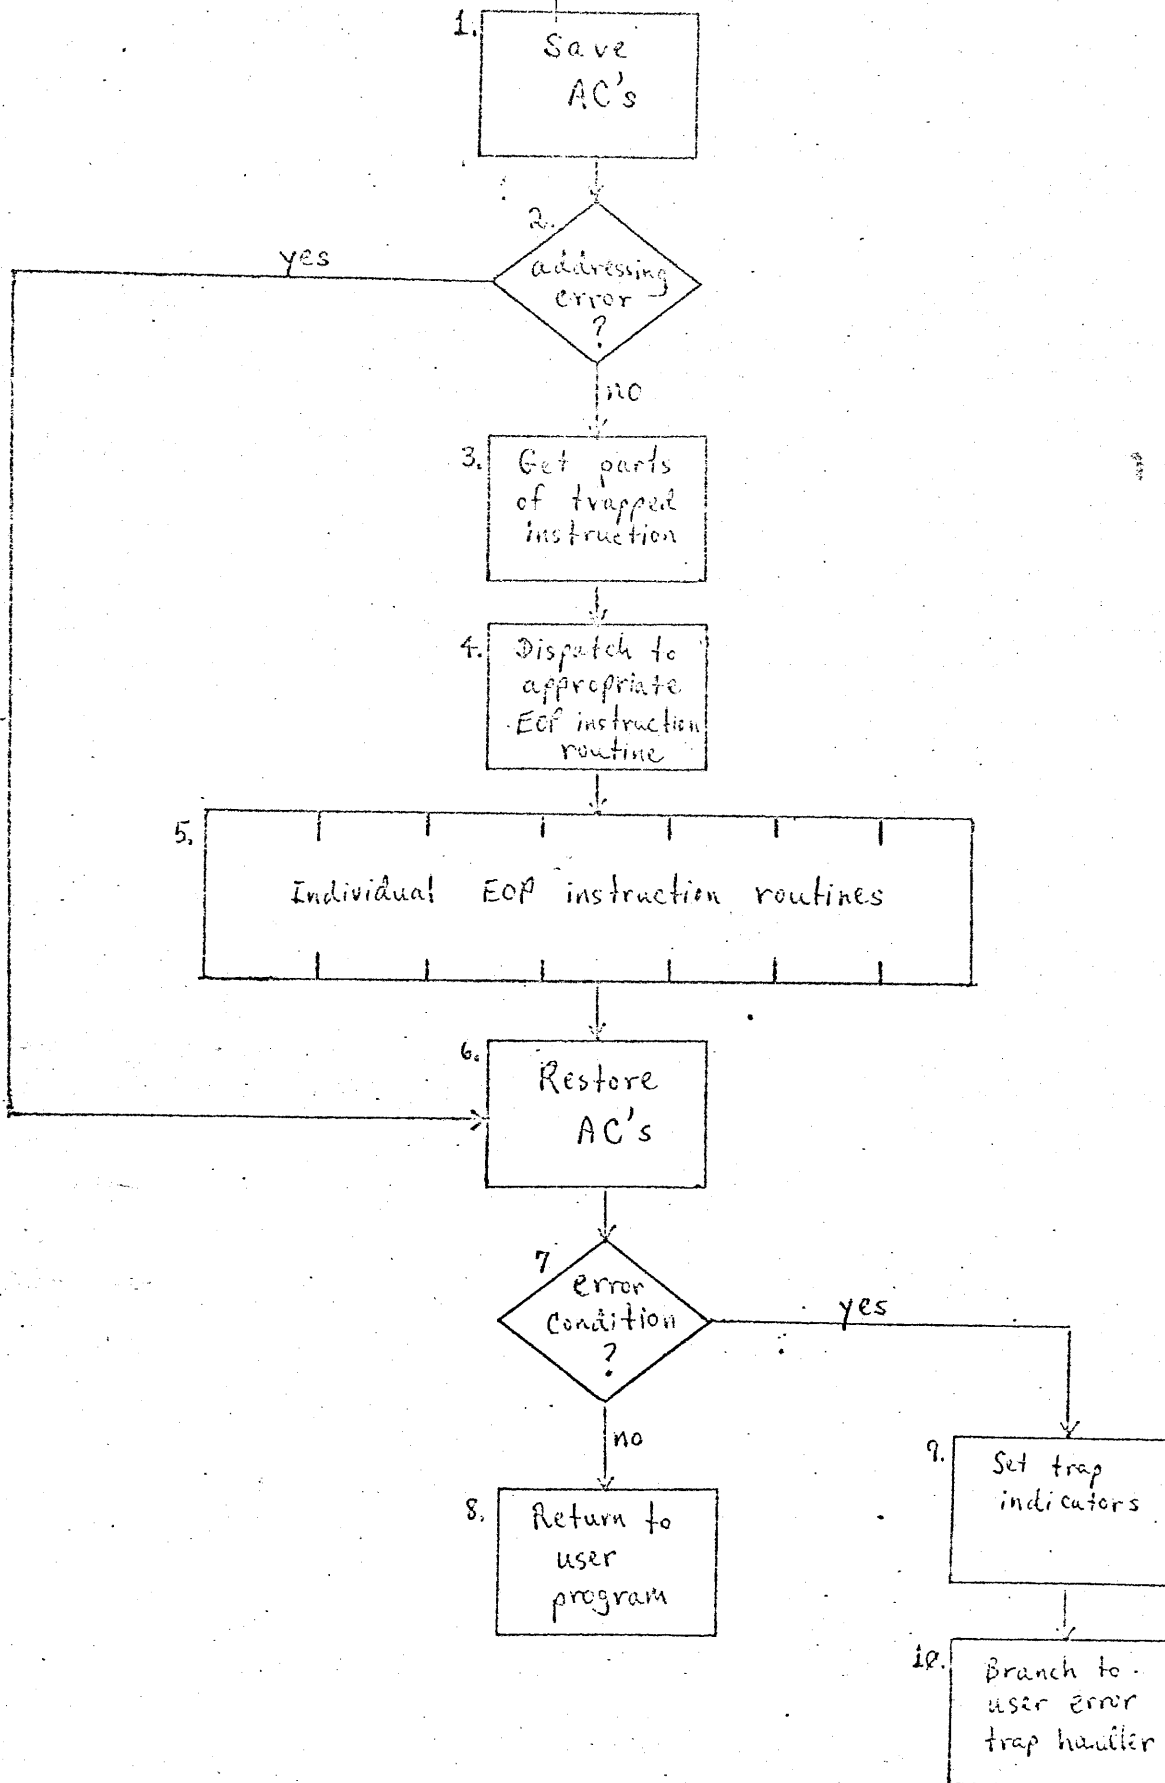 1.
Save
AC's
2.
addressing
error
?
yes
no
3.
Get parts
of trapped
instruction
4.
Dispatch to
appropriate
EOP instruction
routine
5.
Individual EOP instruction routines
6.
Restore
AC's
7
error
condition
?
yes
no
8.
Return to
user
program
9.
Set trap
indicators
10.
Branch to
user error
trap handler